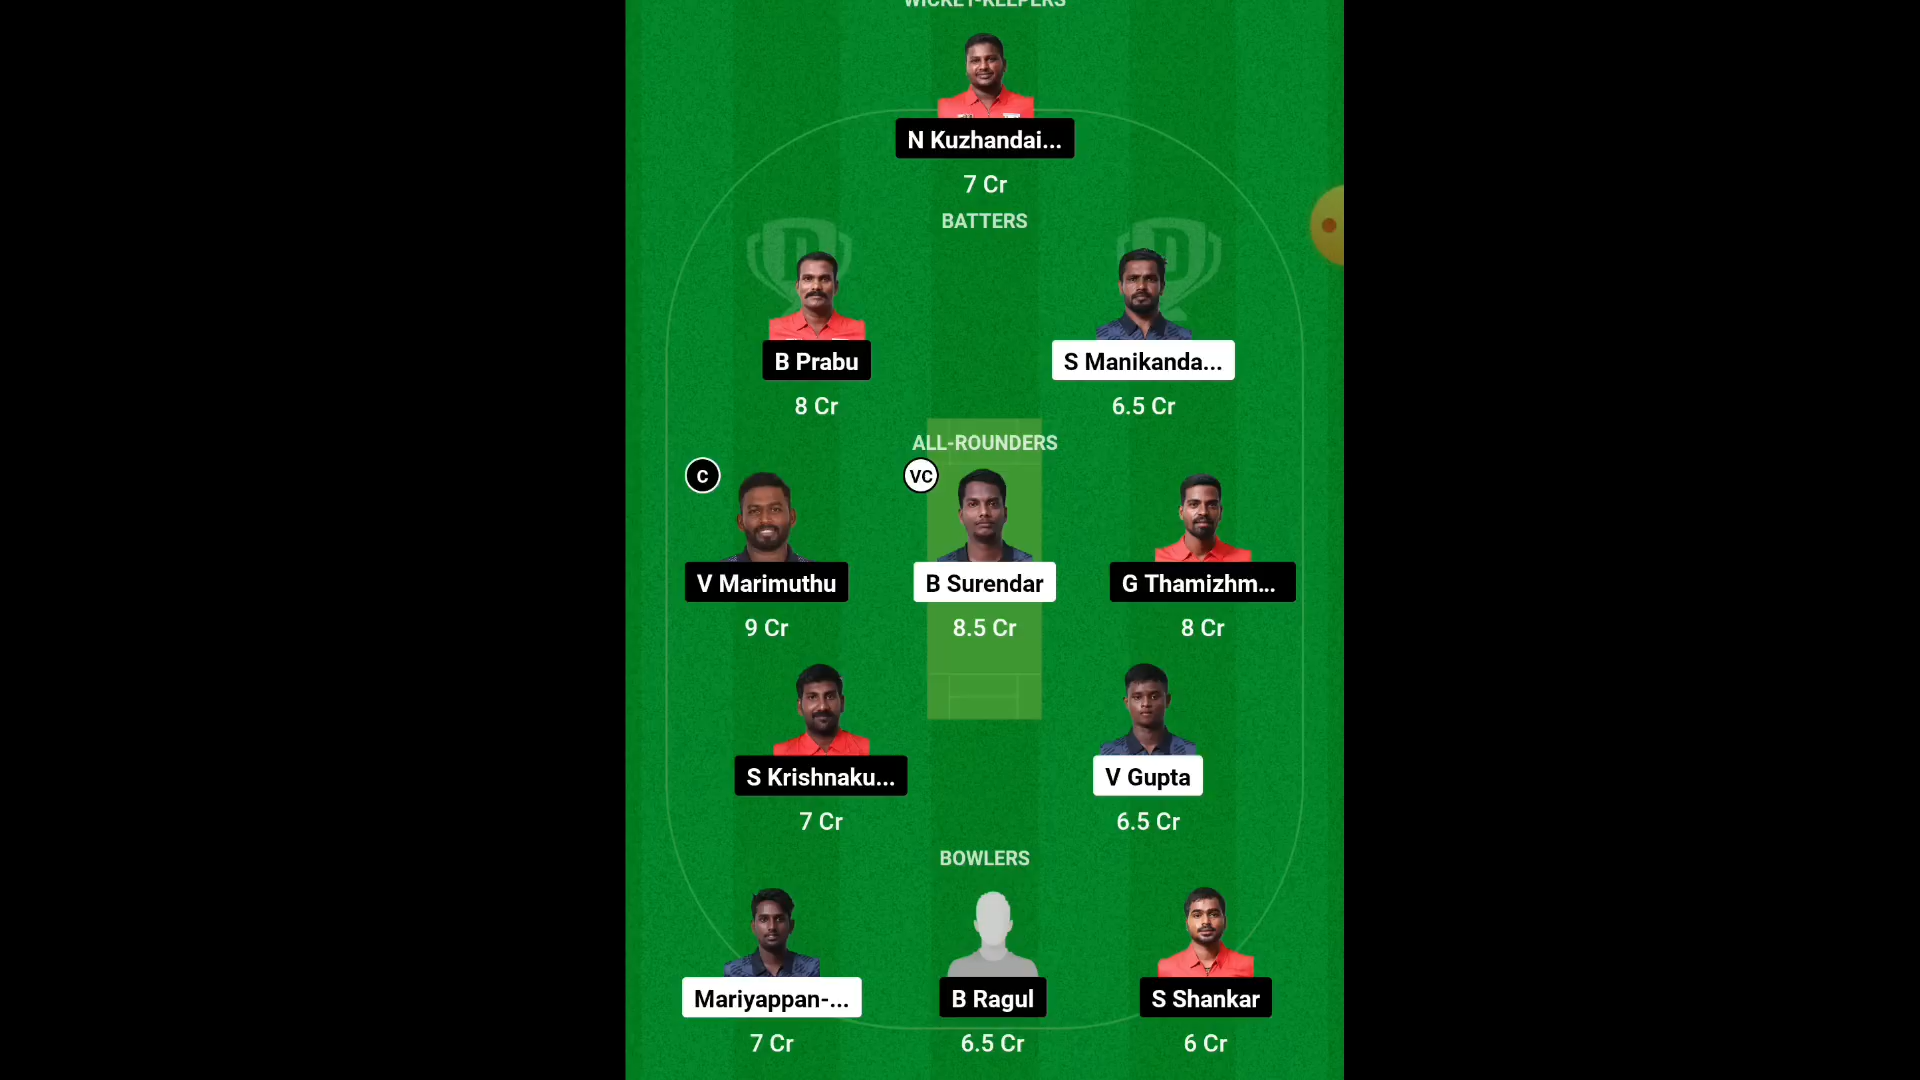 WICKET-KEEPERS
N Kuzhandai...
7 Cr
BATTERS
B Prabu
S Manikanda...
8 Cr
6.5 Cr
ALL-ROUNDERS
C
VC
V Marimuthu
B Surendar
G Thamizhm...
9 Cr
8.5 Cr
8 Cr
S Krishnaku...
V Gupta
7 Cr
6.5 Cr
BOWLERS
Mariyappan-...
B Ragul
S Shankar
7 Cr
6.5 Cr
6 Cr